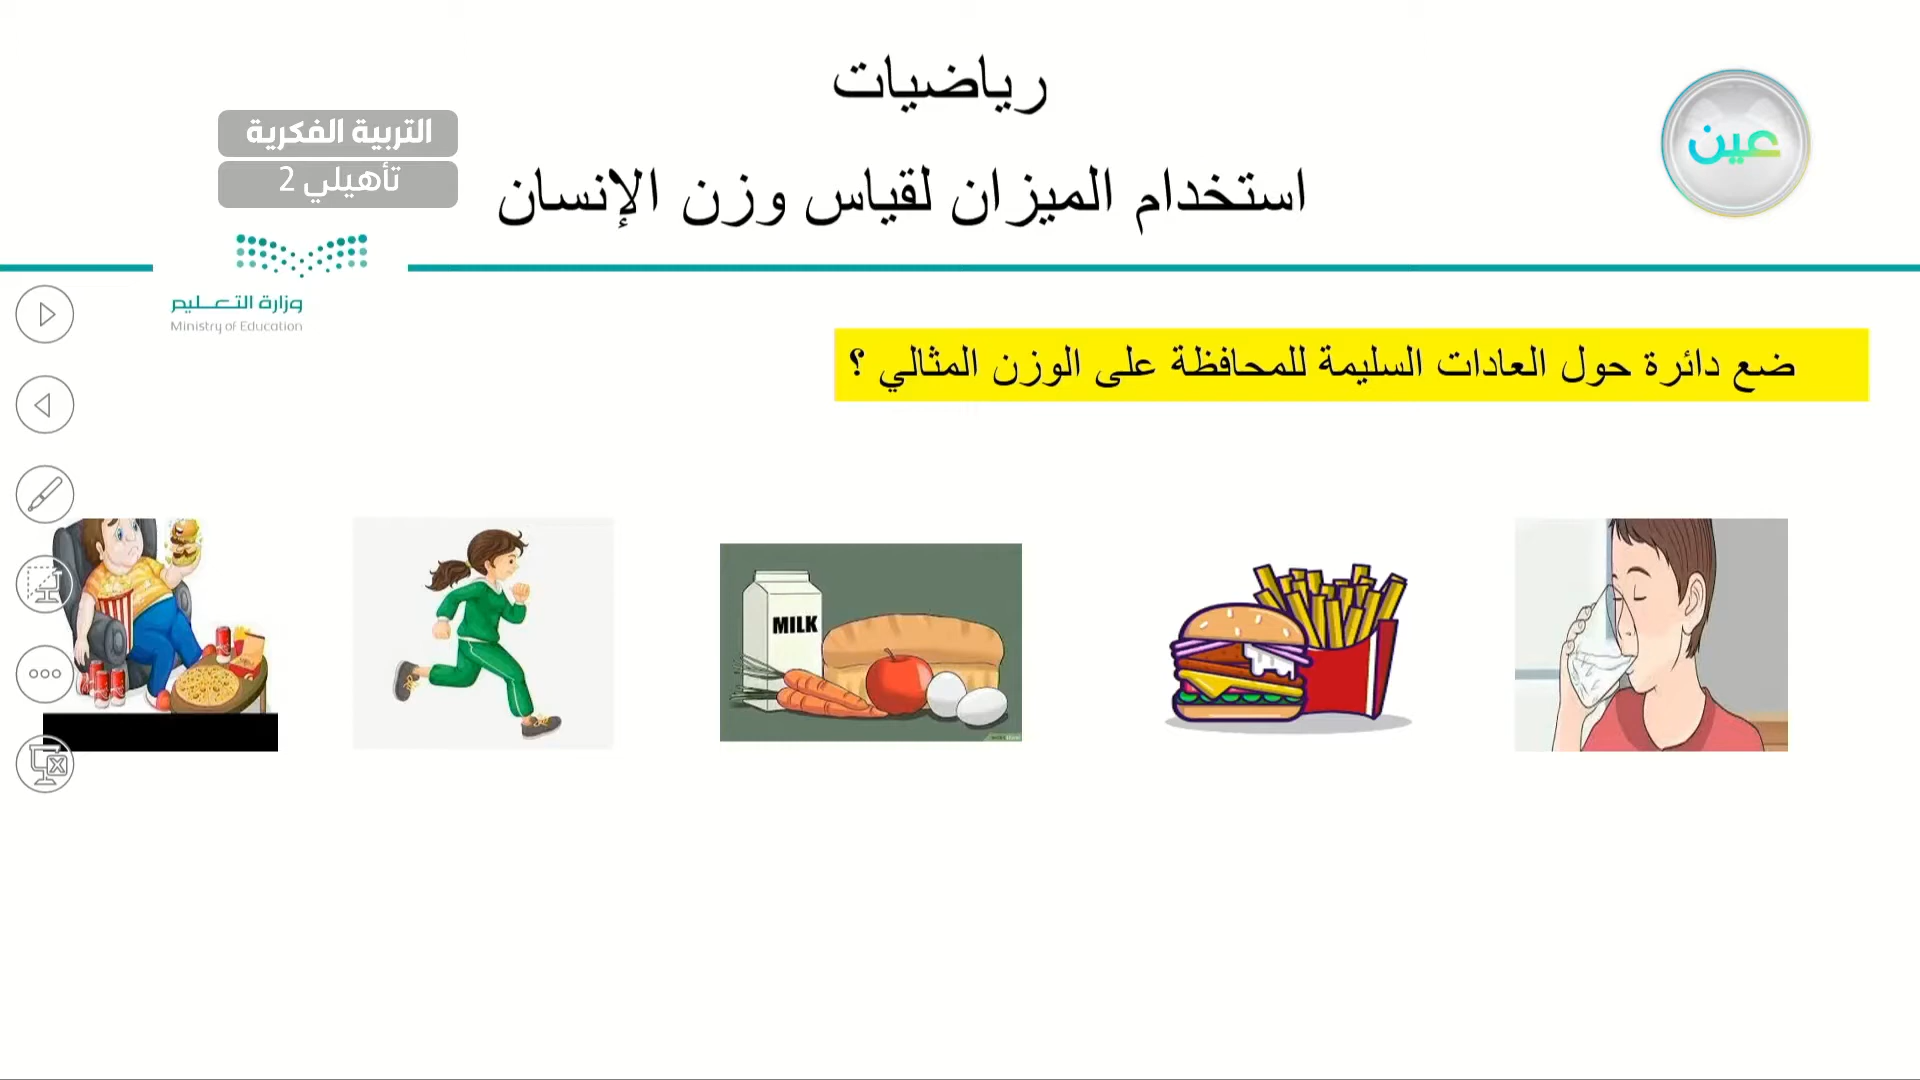 رياضيات
استخدام الميزان لقياس وزن الإنسان
عين
التربية الفكرية
تأهيلي 2
وزارة التعليم
Ministry of Education
ضع دائرة حول العادات السليمة للمحافظة على الوزن المثالي ؟
MILK